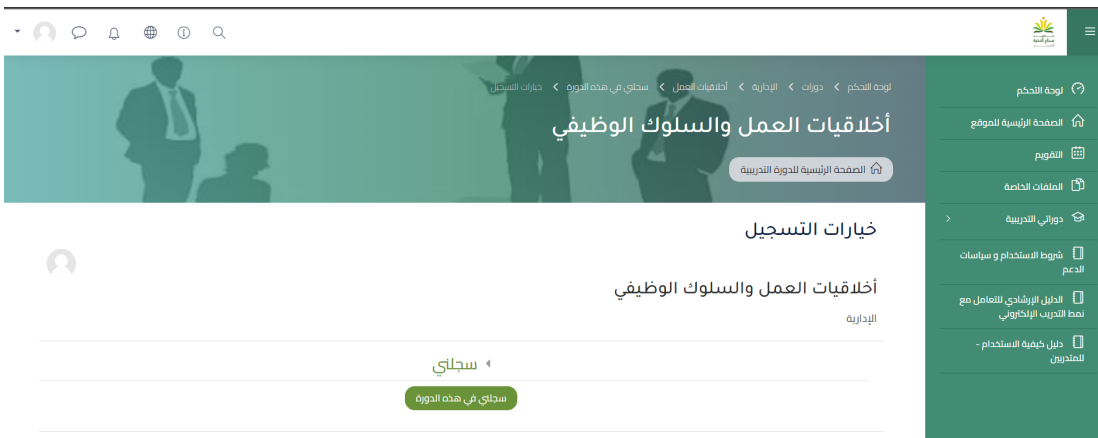 لوحة التحكم
الصفحة الرئيسية للموقع
التقويم
الملفات الخاصة
دوراتي التدريبية
شروط الاستخدام و سياسات
الدعم
الدليل الإرشادي للتعامل مع
نمط التدريب الإلكتروني
دليل كيفية الاستخدام -
للمتدربين
لوحة التحكم > دورات > الإدارية > أخلاقيات العمل > سجلني في هذه الدورة > خيارات التسجيل
أخلاقيات العمل والسلوك الوظيفي
الصفحة الرئيسية للدورة التدريبية
خيارات التسجيل
أخلاقيات العمل والسلوك الوظيفي
الإدارية
سجلني
سجلني في هذه الدورة